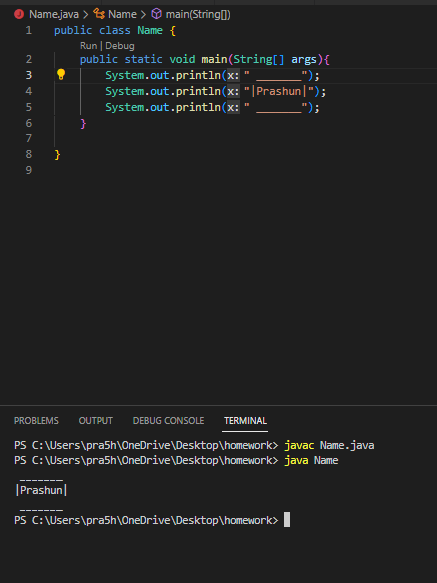 Name.java > Name > main(String[])
1 public class Name {
Run | Debug
2 public static void main(String[] args){
3 System.out.println(x: " _______");
4 System.out.println(x: "|Prashun|");
5 System.out.println(x: " _______");
6 }
7
8 }
9
PROBLEMS OUTPUT DEBUG CONSOLE TERMINAL
PS C:\Users\pra5h\OneDrive\Desktop\homework> javac Name.java
PS C:\Users\pra5h\OneDrive\Desktop\homework> java Name
 _______
|Prashun|
 _______
PS C:\Users\pra5h\OneDrive\Desktop\homework>